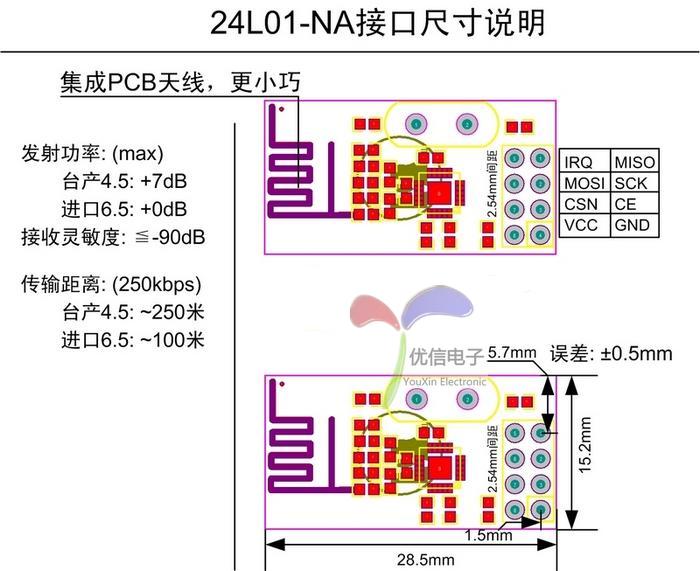 24L01-NA接口尺寸说明
集成PCB天线，更小巧
发射功率: (max)
台产4.5: +7dB
进口6.5: +0dB
接收灵敏度: ≦-90dB
传输距离: (250kbps)
台产4.5: ~250米
进口6.5: ~100米
2.54mm间距
IRQ MISO
MOSI SCK
CSN CE
VCC GND
优信电子
YouXin Electronic
5.7mm 误差: ±0.5mm
2.54mm间距
15.2mm
1.5mm
28.5mm